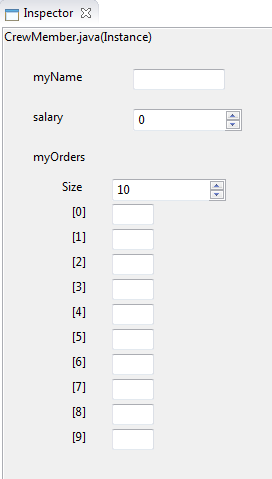 Inspector
CrewMember.java(Instance)
myName
salary 0
myOrders
Size 10
[0]
[1]
[2]
[3]
[4]
[5]
[6]
[7]
[8]
[9]